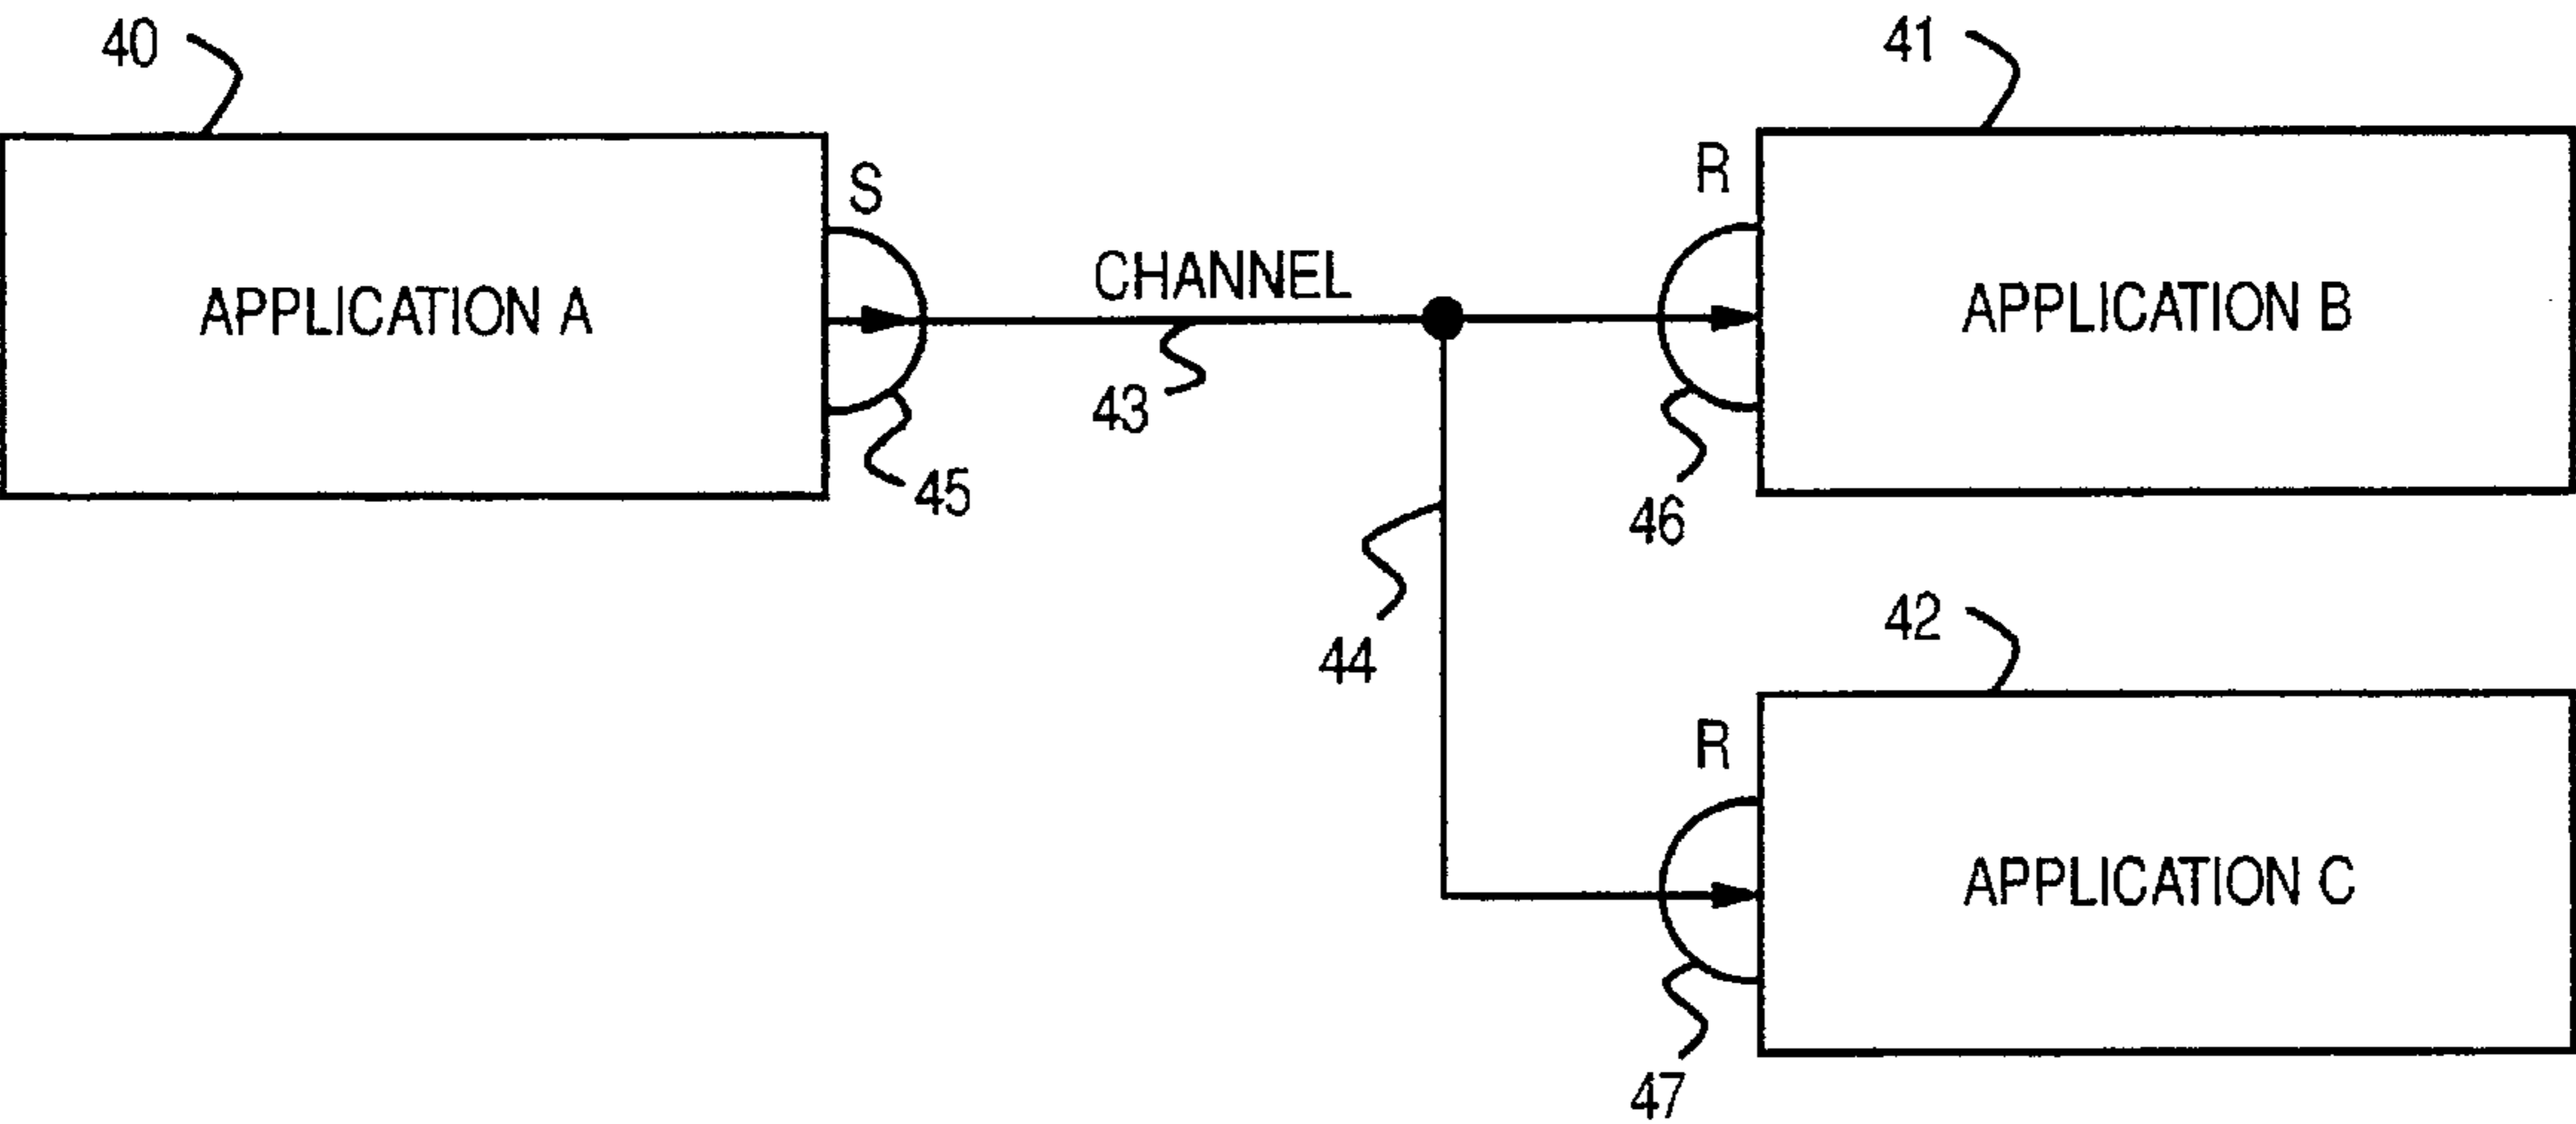 40
41
S
R
APPLICATION A
CHANNEL
APPLICATION B
43
45
46
44
42
R
APPLICATION C
47